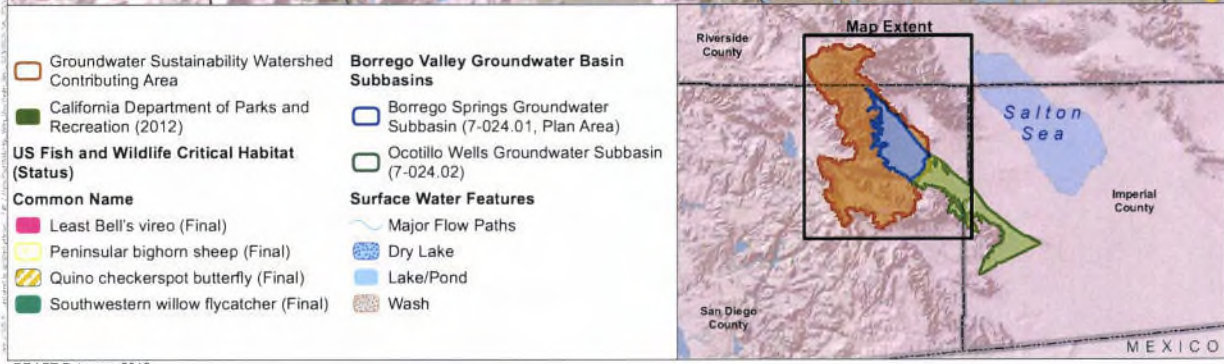 Groundwater Sustainability Watershed
Contributing Area
California Department of Parks and
Recreation (2012)
US Fish and Wildlife Critical Habitat
(Status)
Common Name
Least Bell's vireo (Final)
Peninsular bighorn sheep (Final)
Quino checkerspot butterfly (Final)
Southwestern willow flycatcher (Final)
Borrego Valley Groundwater Basin
Subbasins
Borrego Springs Groundwater
Subbasin (7-024.01, Plan Area)
Ocotillo Wells Groundwater Subbasin
(7-024.02)
Surface Water Features
Major Flow Paths
Dry Lake
Lake/Pond
Wash
Map Extent
Riverside
County
Salton
Sea
Imperial
County
San Diego
County
MEXICO